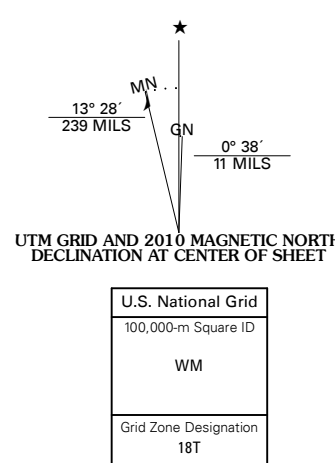 MN
GN
13° 28´
239 MILS
0° 38´
11 MILS
UTM GRID AND 2010 MAGNETIC NORTH
DECLINATION AT CENTER OF SHEET
U.S. National Grid
100,000-m Square ID
WM
Grid Zone Designation
18T